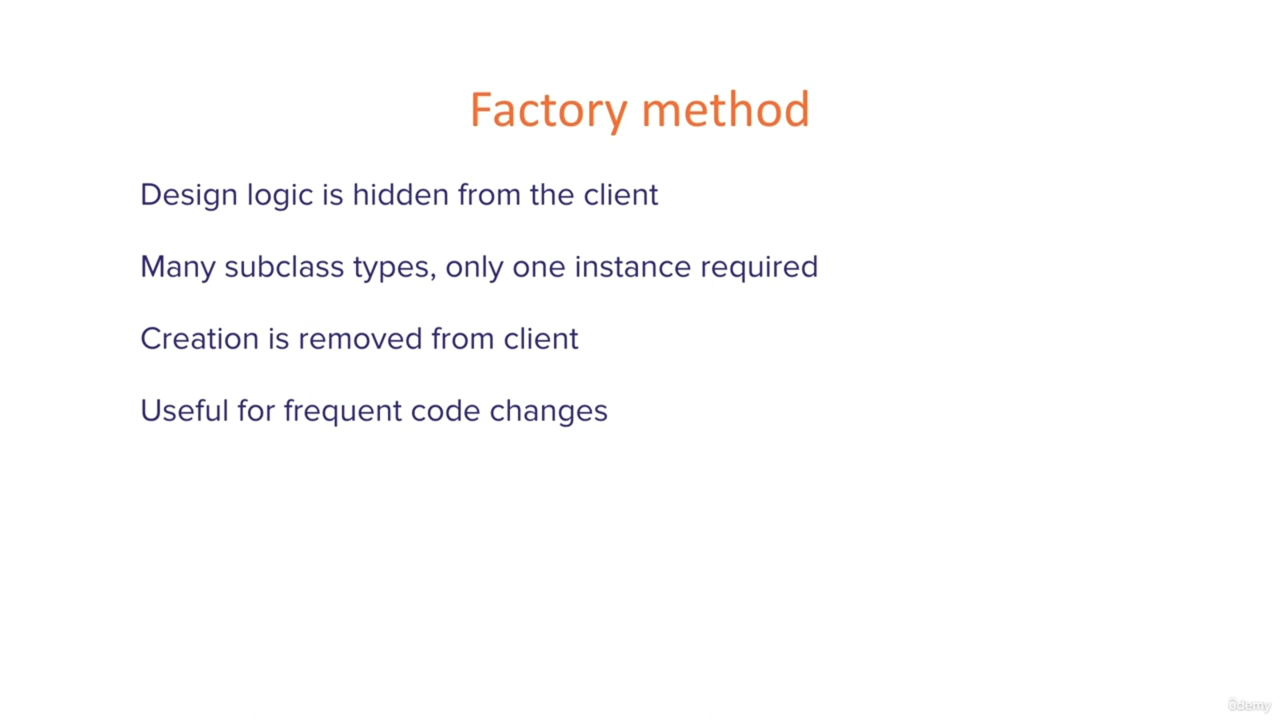 Factory method
Design logic is hidden from the client
Many subclass types, only one instance required
Creation is removed from client
Useful for frequent code changes
ûdemy